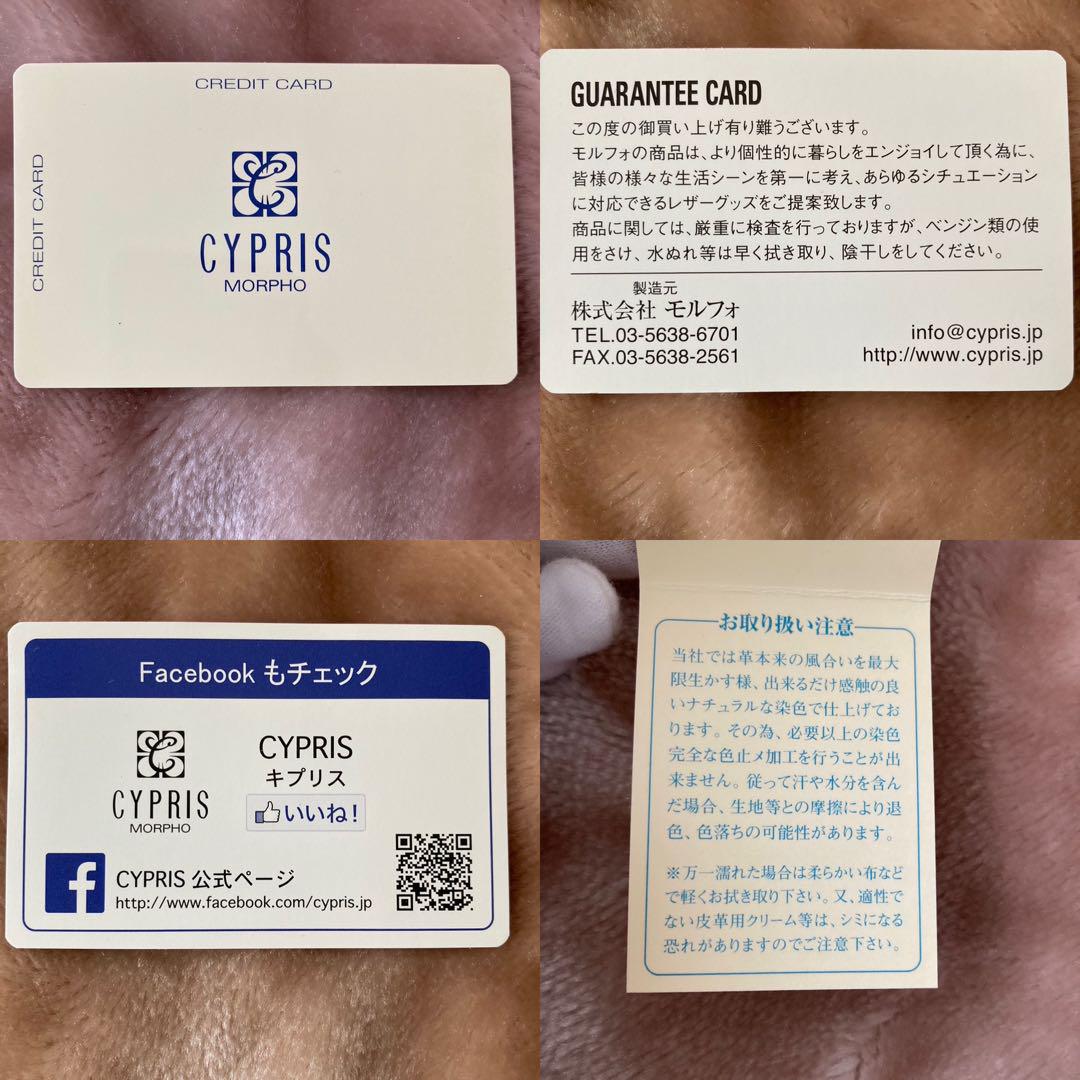 CREDIT CARD
CREDIT CARD
CYPRIS
MORPHO
GUARANTEE CARD
この度の御買い上げ有り難うございます。
モルフォの商品は、より個性的に暮らしをエンジョイして頂く為に、
皆様の様々な生活シーンを第一に考え、あらゆるシチュエーション
に対応できるレザーグッズをご提案致します。
商品に関しては、厳重に検査を行っておりますが、ベンジン類の使
用をさけ、水ぬれ等は早く拭き取り、陰干しをしてください。
製造元
株式会社 モルフォ
TEL.03-5638-6701
FAX.03-5638-2561
info@cypris.jp
http://www.cypris.jp
Facebook もチェック
CYPRIS
MORPHO
CYPRIS
キプリス
いいね!
CYPRIS 公式ページ
http://www.facebook.com/cypris.jp
お取り扱い注意
当社では革本来の風合いを最大
限生かす様、出来るだけ感触の良
いナチュラルな染色で仕上げてお
ります。その為、必要以上の染色
完全な色止メ加工を行うことが出
来ません。従って汗や水分を含ん
だ場合、生地等との摩擦により退
色、色落ちの可能性があります。
※万一濡れた場合は柔らかい布など
で軽くお拭き取り下さい。又、適性で
ない皮革用クリーム等は、シミになる
恐れがありますのでご注意下さい。